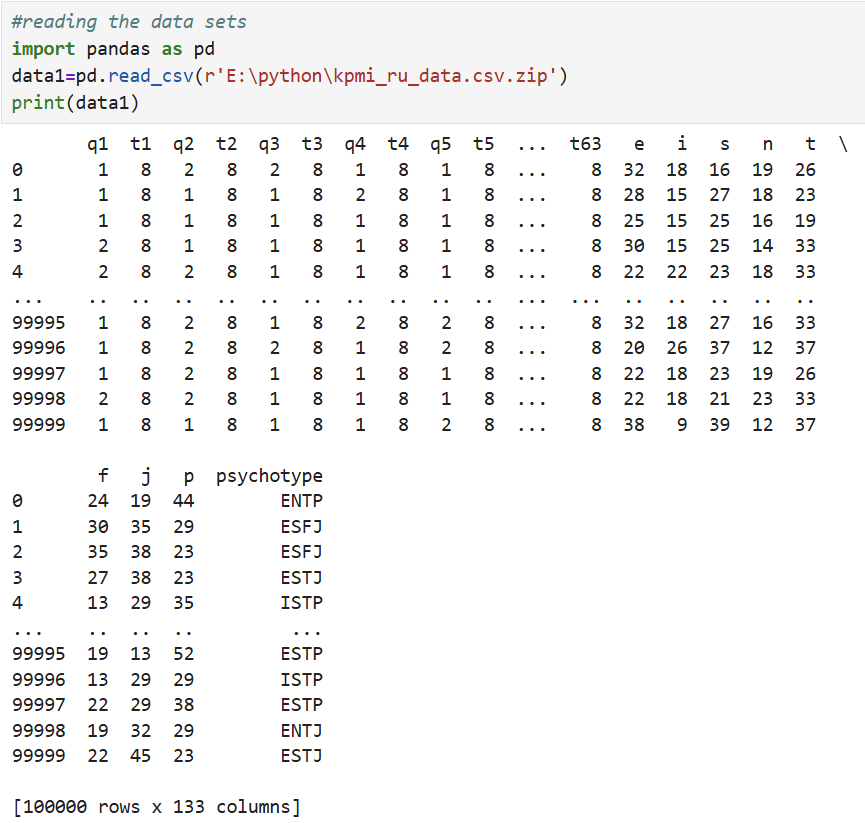 #reading the data sets
import pandas as pd
data1=pd.read_csv(r'E:\python\kpmi_ru_data.csv.zip')
print(data1)
       q1  t1  q2  t2  q3  t3  q4  t4  q5  t5  ...  t63   e   i   s   n   t  \
0       1   8   2   8   2   8   1   8   1   8  ...    8  32  18  16  19  26
1       1   8   1   8   1   8   2   8   1   8  ...    8  28  15  27  18  23
2       1   8   1   8   1   8   1   8   1   8  ...    8  25  15  25  16  19
3       2   8   1   8   1   8   1   8   1   8  ...    8  30  15  25  14  33
4       2   8   2   8   1   8   1   8   1   8  ...    8  22  22  23  18  33
...    ..  ..  ..  ..  ..  ..  ..  ..  ..  ..  ...  ...  ..  ..  ..  ..  ..
99995   1   8   2   8   1   8   2   8   2   8  ...    8  32  18  27  16  33
99996   1   8   2   8   2   8   1   8   2   8  ...    8  20  26  37  12  37
99997   1   8   2   8   1   8   1   8   1   8  ...    8  22  18  23  19  26
99998   2   8   2   8   1   8   1   8   1   8  ...    8  22  18  21  23  33
99999   1   8   1   8   1   8   1   8   2   8  ...    8  38   9  39  12  37
        f   j   p  psychotype
0      24  19  44        ENTP
1      30  35  29        ESFJ
2      35  38  23        ESFJ
3      27  38  23        ESTJ
4      13  29  35        ISTP
...    ..  ..  ..         ...
99995  19  13  52        ESTP
99996  13  29  29        ISTP
99997  22  29  38        ESTP
99998  19  32  29        ENTJ
99999  22  45  23        ESTJ
[100000 rows x 133 columns]